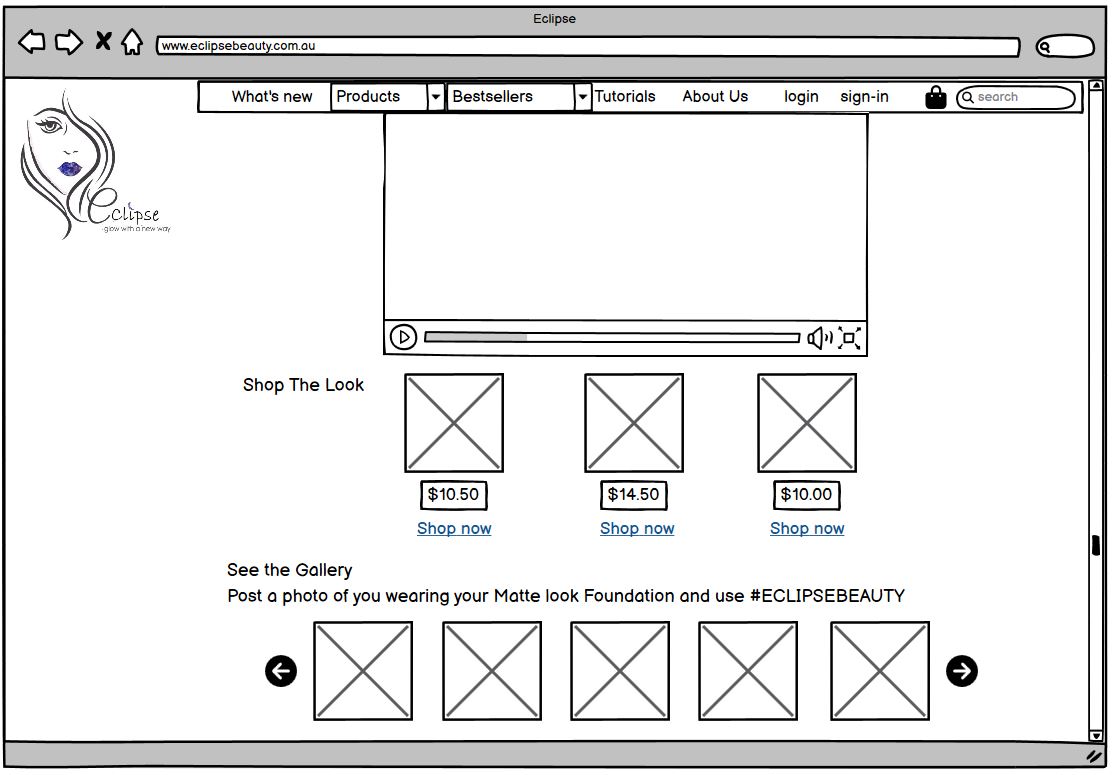 Eclipse
www.eclipsebeauty.com.au
What's new Products Bestsellers Tutorials About Us login sign-in search
Eclipse
glow with a new way
Shop The Look
$10.50 $14.50 $10.00
Shop now Shop now Shop now
See the Gallery
Post a photo of you wearing your Matte look Foundation and use #ECLIPSEBEAUTY